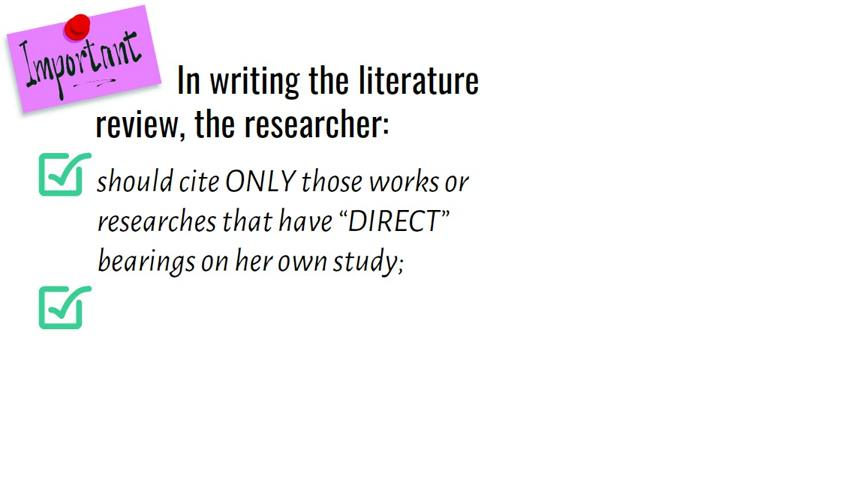 Important
In writing the literature
review, the researcher:
should cite ONLY those works or
researches that have “DIRECT”
bearings on her own study;